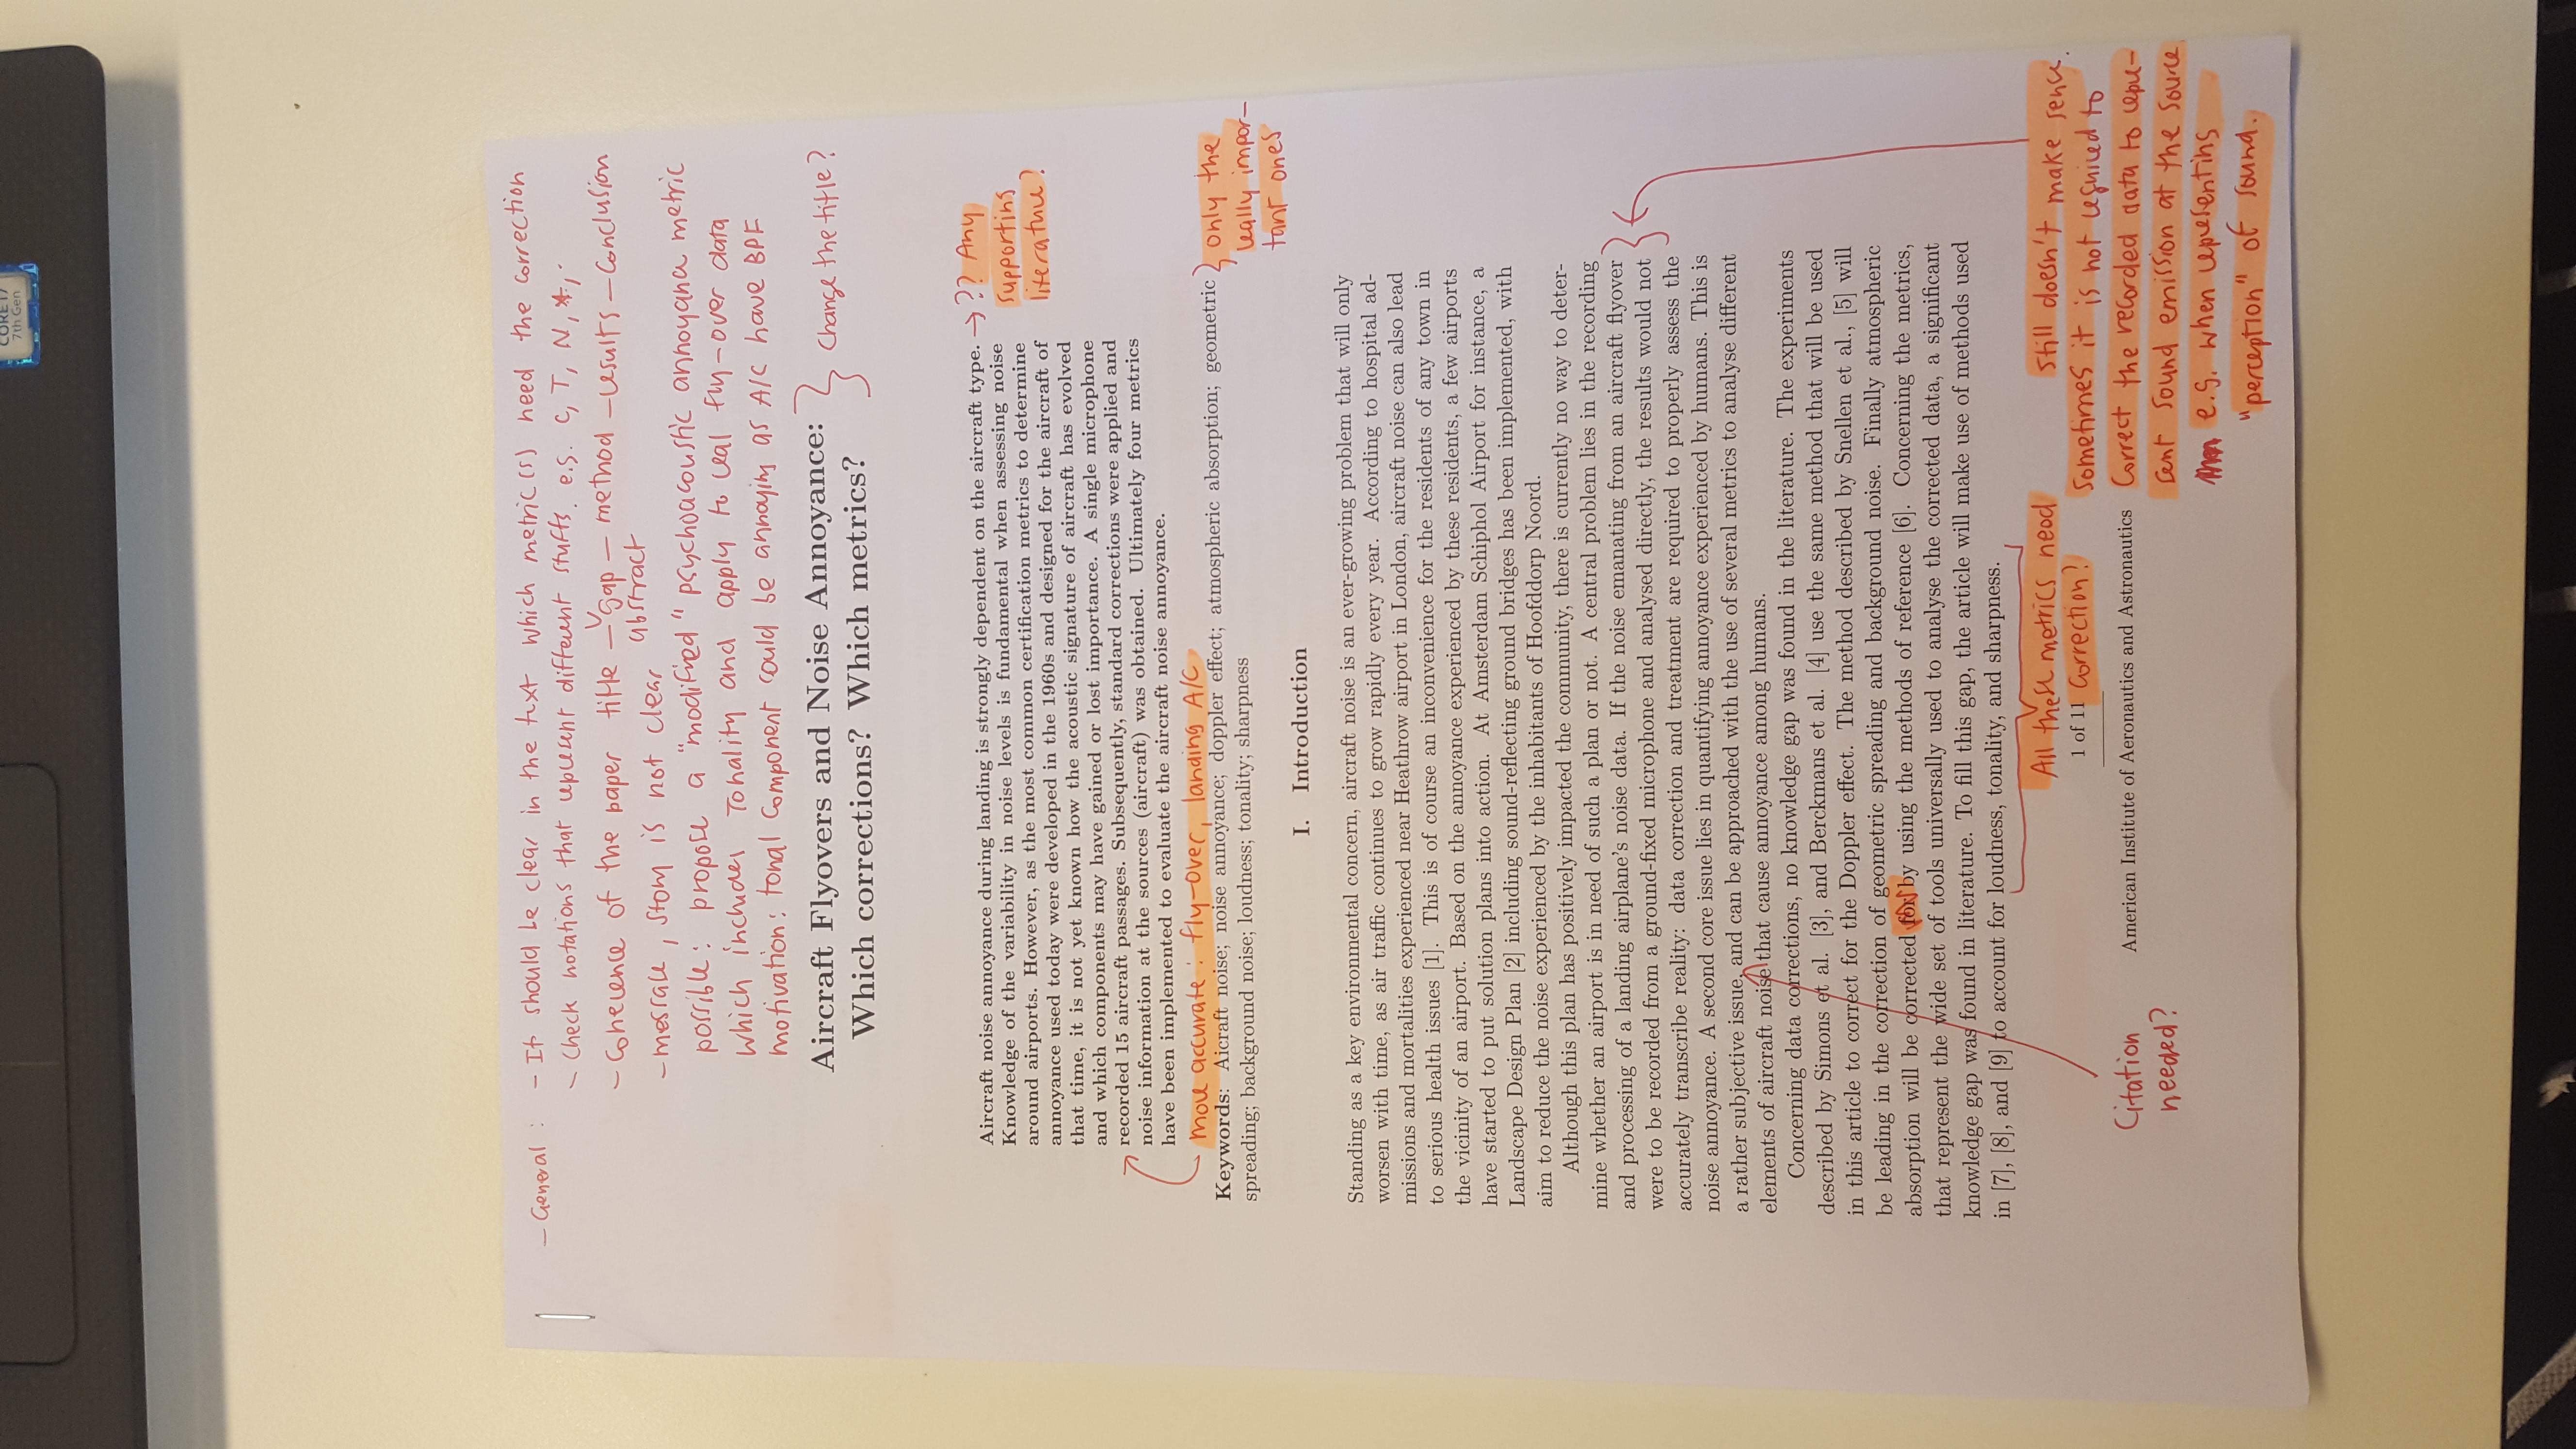 CORE i7
7th Gen
– General : – It should be clear in the text which metric(s) need the correction
– Check notations that represent different stuffs. e.g. C, T, N,
– Coherence of the paper title – gap – method – results – Conclusion
abstract
– message, story is not clear
possible: propose a "modified" psychoacoustic annoyance metric
which includes Tonality and apply to real fly-over data
motivation: tonal component could be annoying as A/C have BPF
Aircraft Flyovers and Noise Annoyance:
Which corrections? Which metrics?
Change the title?
Aircraft noise annoyance during landing is strongly dependent on the aircraft type. → ?? Any
Knowledge of the variability in noise levels is fundamental when assessing noise
supporting
around airports. However, as the most common certification metrics to determine
literature?
annoyance used today were developed in the 1960s and designed for the aircraft of
that time, it is not yet known how the acoustic signature of aircraft has evolved
and which components may have gained or lost importance. A single microphone
recorded 15 aircraft passages. Subsequently, standard corrections were applied and
noise information at the sources (aircraft) was obtained. Ultimately four metrics
have been implemented to evaluate the aircraft noise annoyance.
more accurate: fly-over, landing A/C
Keywords: Aicraft noise; noise annoyance; doppler effect; atmospheric absorption; geometric
spreading; background noise; loudness; tonality; sharpness
only the
really impor-
tant ones
I. Introduction
Standing as a key environmental concern, aircraft noise is an ever-growing problem that will only
worsen with time, as air traffic continues to grow rapidly every year. According to hospital ad-
missions and mortalities experienced near Heathrow airport in London, aircraft noise can also lead
to serious health issues [1]. This is of course an inconvenience for the residents of any town in
the vicinity of an airport. Based on the annoyance experienced by these residents, a few airports
have started to put solution plans into action. At Amsterdam Schiphol Airport for instance, a
Landscape Design Plan [2] including sound-reflecting ground bridges has been implemented, with
aim to reduce the noise experienced by the inhabitants of Hoofddorp Noord.
Although this plan has positively impacted the community, there is currently no way to deter-
mine whether an airport is in need of such a plan or not. A central problem lies in the recording
and processing of a landing airplane's noise data. If the noise emanating from an aircraft flyover
were to be recorded from a ground-fixed microphone and analysed directly, the results would not
accurately transcribe reality: data correction and treatment are required to properly assess the
noise annoyance. A second core issue lies in quantifying annoyance experienced by humans. This is
a rather subjective issue, and can be approached with the use of several metrics to analyse different
elements of aircraft noise that cause annoyance among humans.
Concerning data corrections, no knowledge gap was found in the literature. The experiments
described by Simons et al. [3], and Berckmans et al. [4] use the same method that will be used
in this article to correct for the Doppler effect. The method described by Snellen et al., [5] will
be leading in the correction of geometric spreading and background noise. Finally atmospheric
absorption will be corrected for by using the methods of reference [6]. Concerning the metrics,
that represent the wide set of tools universally used to analyse the corrected data, a significant
knowledge gap was found in literature. To fill this gap, the article will make use of methods used
in [7], [8], and [9] to account for loudness, tonality, and sharpness.
All these metrics need
correction?
1 of 11
American Institute of Aeronautics and Astronautics
Citation
needed?
still doesn't make sense.
sometimes it is not required to
correct the recorded data to repre-
sent sound emission at the source
e.g. when representing
"perception" of sound.